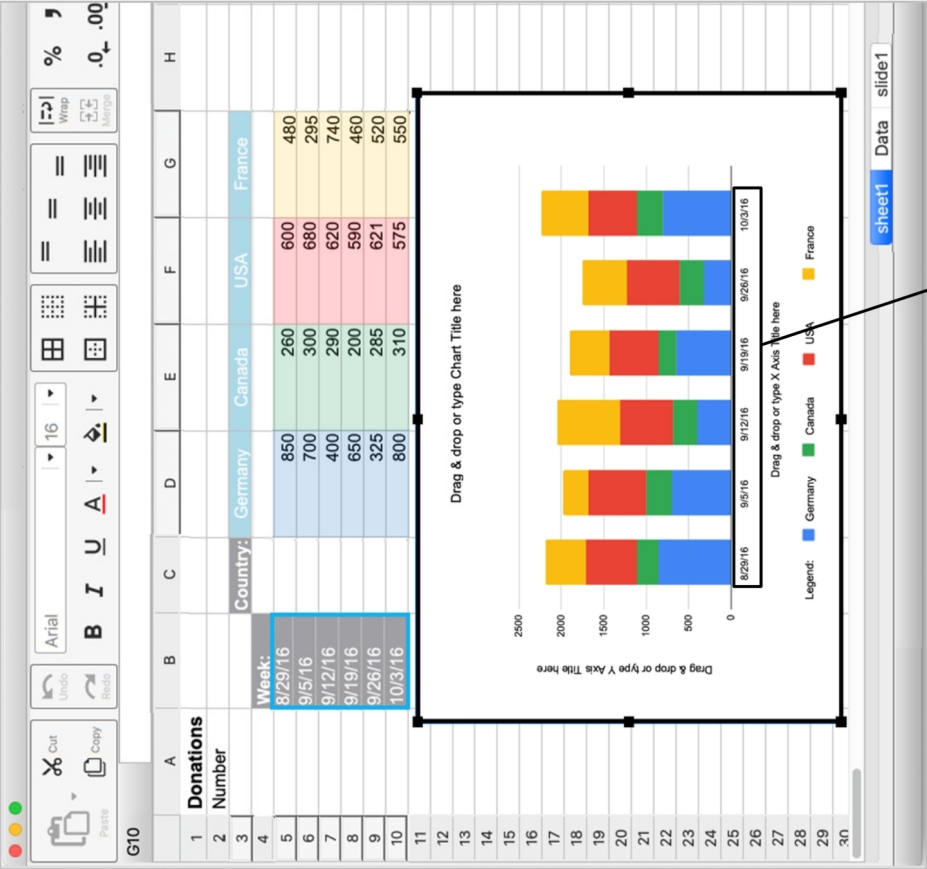 Paste
Cut
Copy
Undo
Redo
Arial
16
B I U A
Wrap
Merge
% ,
.0 .00
G10
A B C D E F G H
1 Donations
2 Number
3 Country: Germany Canada USA France
4 Week:
5 8/29/16 850 260 600 480
6 9/5/16 700 300 680 295
7 9/12/16 400 290 620 740
8 9/19/16 650 200 590 460
9 9/26/16 325 285 621 520
10 10/3/16 800 310 575 550
11
12
13
14
15
16
17
18
19
20
21
22
23
24
25
26
27
28
29
30
Drag & drop or type Chart Title here
Drag & drop or type Y Axis Title here
2500
2000
1500
1000
500
0
8/29/16 9/5/16 9/12/16 9/19/16 9/26/16 10/3/16
Drag & drop or type X Axis Title here
Legend: Germany Canada USA France
sheet1 Data slide1